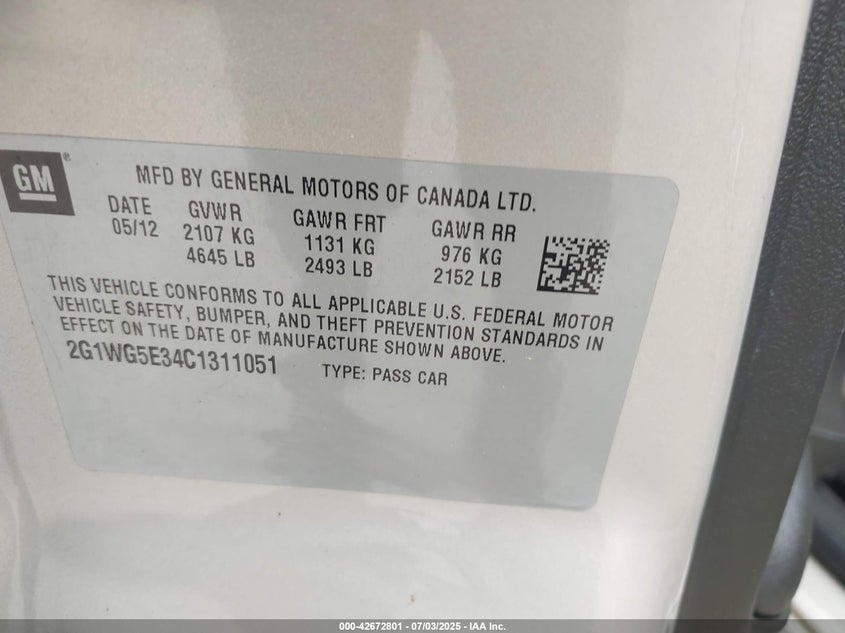 GM®
MFD BY GENERAL MOTORS OF CANADA LTD.
DATE GVWR GAWR FRT GAWR RR
05/12 2107 KG 1131 KG 976 KG
4645 LB 2493 LB 2152 LB
THIS VEHICLE CONFORMS TO ALL APPLICABLE U.S. FEDERAL MOTOR
VEHICLE SAFETY, BUMPER, AND THEFT PREVENTION STANDARDS IN
EFFECT ON THE DATE OF MANUFACTURE SHOWN ABOVE.
2G1WG5E34C1311051 TYPE: PASS CAR
000-42672801 - 07/03/2025 - IAA Inc.